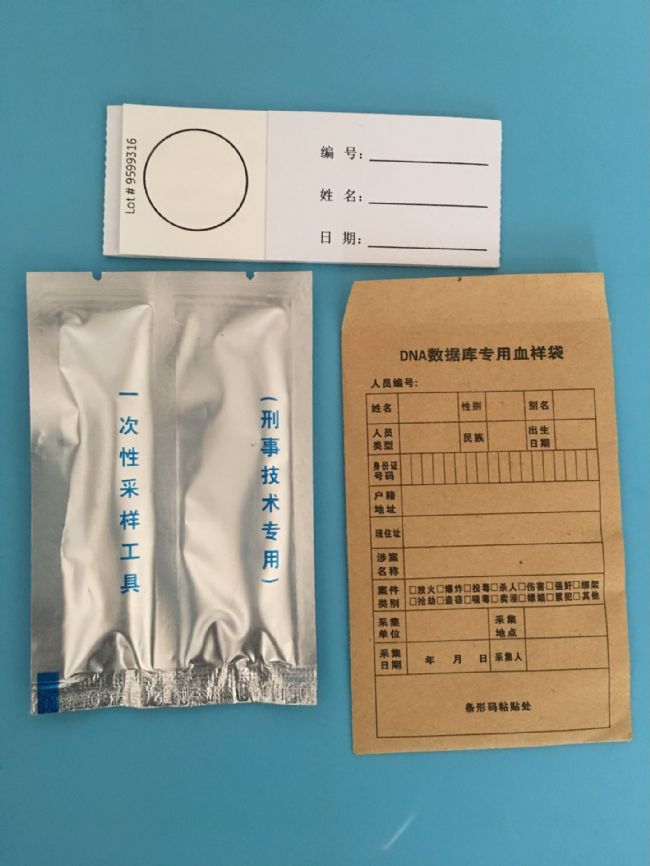 Lot # 9599316
编 号:
姓 名:
日 期:
一次性采样工具
(刑事技术专用)
DNA数据库专用血样袋
人员编号:
姓名 性别 别名
人员类型 民族 出生日期
身份证号码
户籍地址
现住址
涉案名称
案件类别 □放火□爆炸□投毒□杀人□伤害□强奸□绑架
□抢劫□盗窃□吸毒□卖淫□嫖娼□累犯□其他
采集单位 采集地点
采集日期 年 月 日 采集人
条形码粘贴处